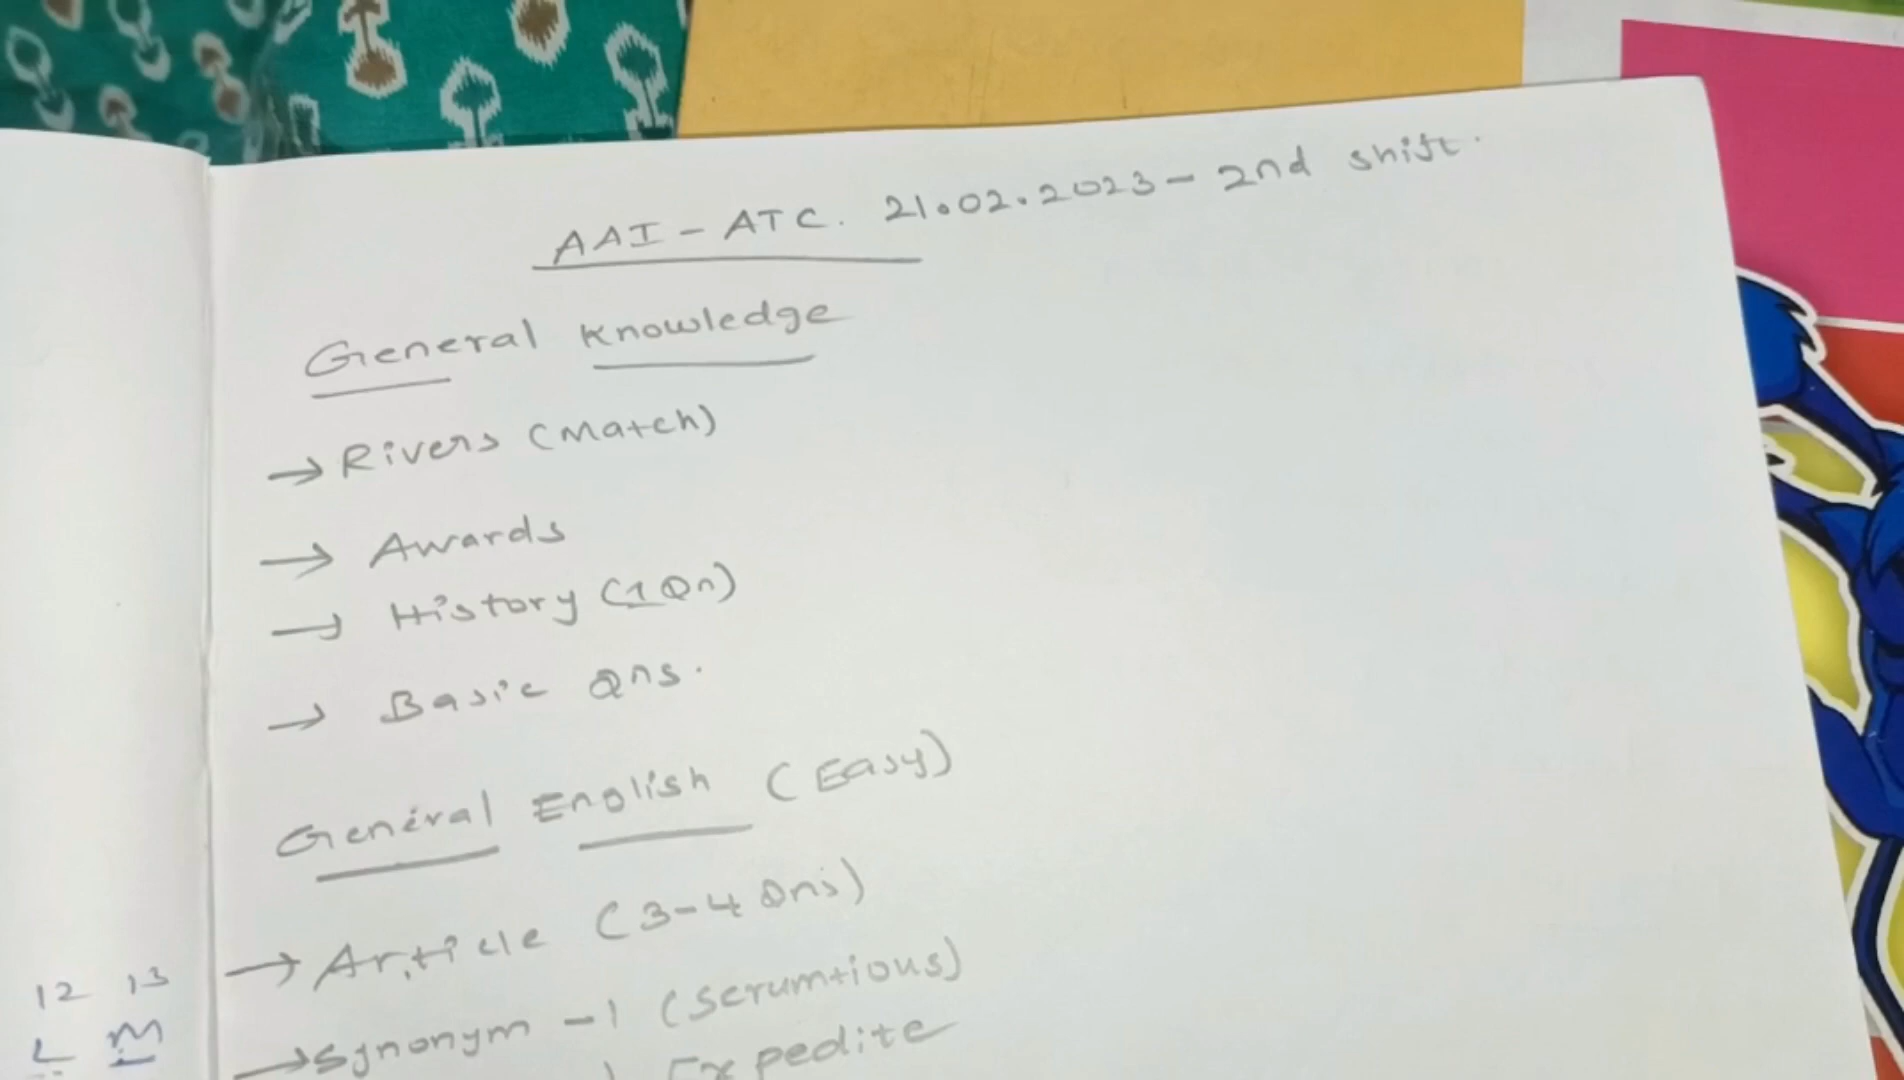 AAI - ATC. 21.02.2023 - 2nd shift.
General Knowledge
→ Rivers (Match)
→ Awards
→ History (1 Qn)
→ Basic Qns.
General English (Easy)
→ Article (3-4 Qns)
→ Synonym - 1 (Scrumtious)
1 Expedite
12 13
L M